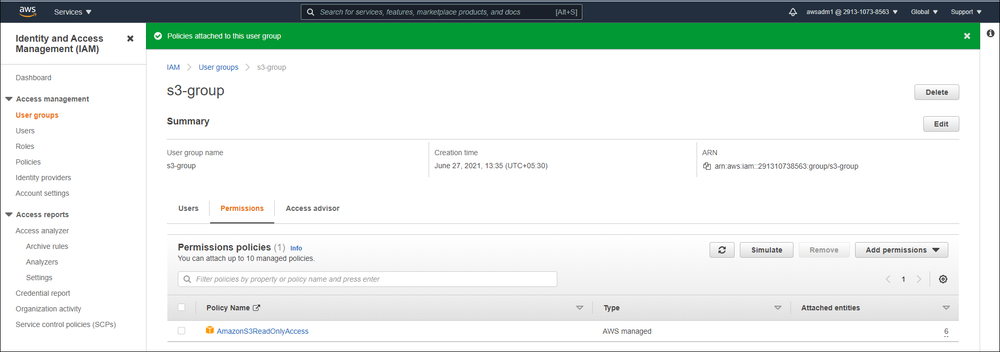 aws
Services
Search for services, features, marketplace products, and docs [Alt+S]
awsadm1 @ 2913-1073-8563
Global
Support
Identity and Access
Management (IAM)
Dashboard
Access management
User groups
Users
Roles
Policies
Identity providers
Account settings
Access reports
Access analyzer
Archive rules
Analyzers
Settings
Credential report
Organization activity
Service control policies (SCPs)
Policies attached to this user group
IAM User groups s3-group
s3-group
Delete
Summary
Edit
User group name
s3-group
Creation time
June 27, 2021, 13:35 (UTC+05:30)
ARN
arn:aws:iam::291310738563:group/s3-group
Users Permissions Access advisor
Permissions policies (1) Info
You can attach up to 10 managed policies.
Simulate Remove Add permissions
Filter policies by property or policy name and press enter
1
Policy Name Type Attached entities
AmazonS3ReadOnlyAccess AWS managed 6